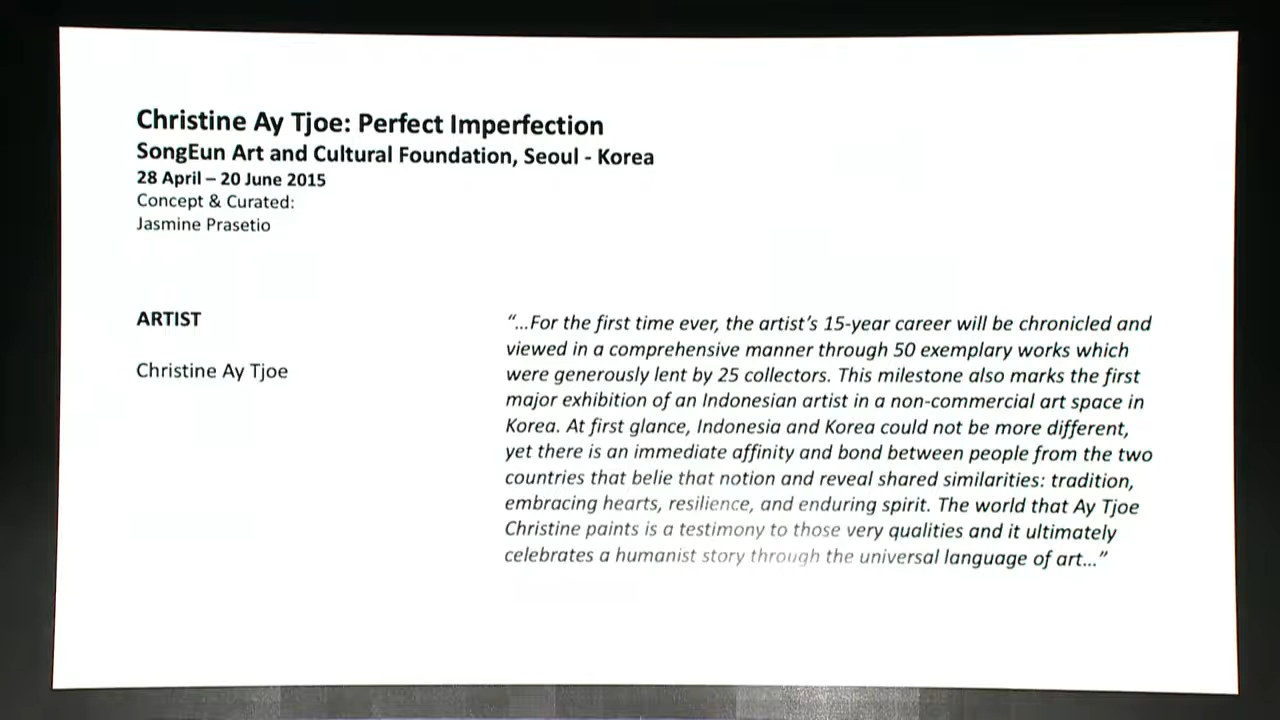 Christine Ay Tjoe: Perfect Imperfection
SongEun Art and Cultural Foundation, Seoul - Korea
28 April – 20 June 2015
Concept & Curated:
Jasmine Prasetio
ARTIST
Christine Ay Tjoe
“...For the first time ever, the artist’s 15-year career will be chronicled and
viewed in a comprehensive manner through 50 exemplary works which
were generously lent by 25 collectors. This milestone also marks the first
major exhibition of an Indonesian artist in a non-commercial art space in
Korea. At first glance, Indonesia and Korea could not be more different,
yet there is an immediate affinity and bond between people from the two
countries that belie that notion and reveal shared similarities: tradition,
embracing hearts, resilience, and enduring spirit. The world that Ay Tjoe
Christine paints is a testimony to those very qualities and it ultimately
celebrates a humanist story through the universal language of art...”